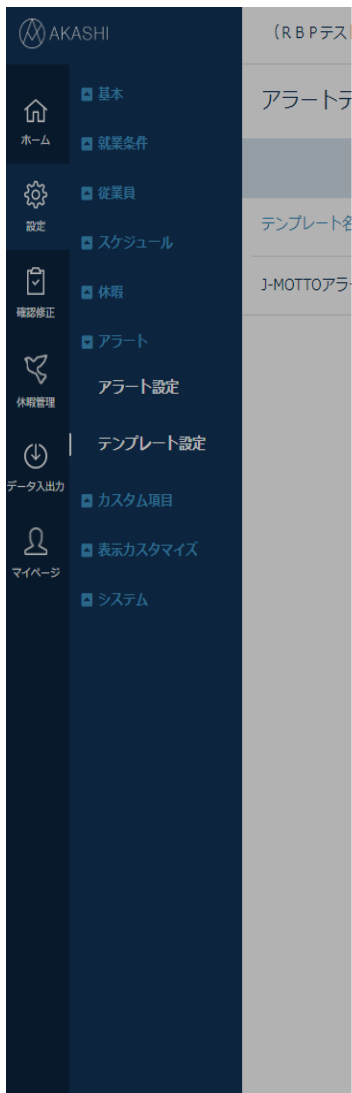 AKASHI
ホーム
設定
確認修正
休暇管理
データ入出力
マイページ
基本
就業条件
従業員
スケジュール
休暇
アラート
アラート設定
テンプレート設定
カスタム項目
表示カスタマイズ
システム
（ＲＢＰテス
アラートテ
テンプレート名
J-MOTTOアラー